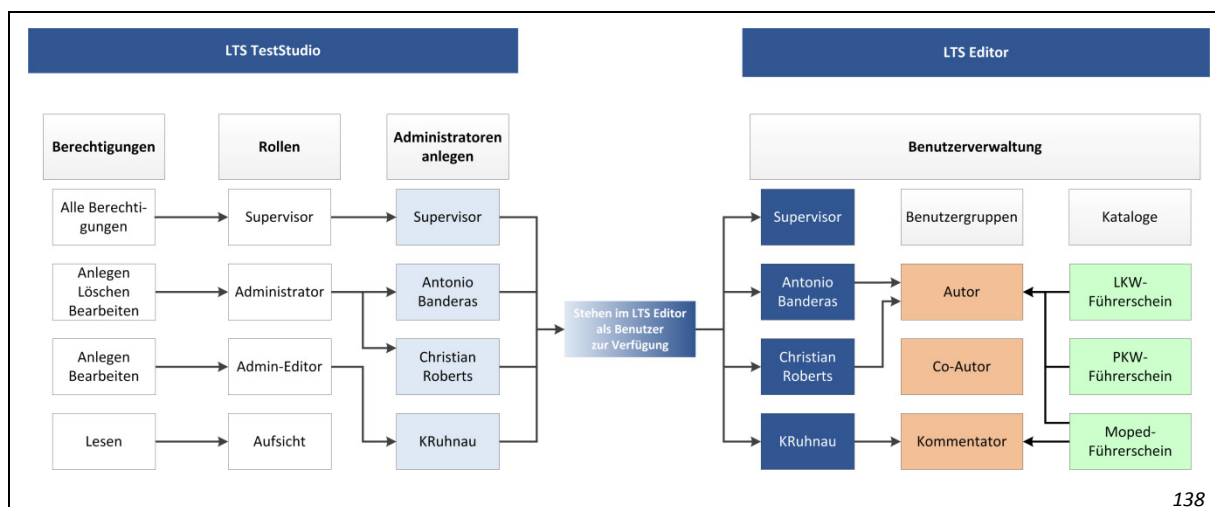 LTS TestStudio
LTS Editor
Berechtigungen
Rollen
Administratoren
anlegen
Benutzerverwaltung
Alle Berechti-
gungen
Supervisor
Supervisor
Supervisor
Benutzergruppen
Kataloge
Anlegen
Löschen
Bearbeiten
Administrator
Antonio
Banderas
Stehen im LTS Editor
als Benutzer
zur Verfügung
Antonio
Banderas
Autor
LKW-
Führerschein
Anlegen
Bearbeiten
Admin-Editor
Christian
Roberts
Christian
Roberts
Co-Autor
PKW-
Führerschein
Lesen
Aufsicht
KRuhnau
KRuhnau
Kommentator
Moped-
Führerschein
138